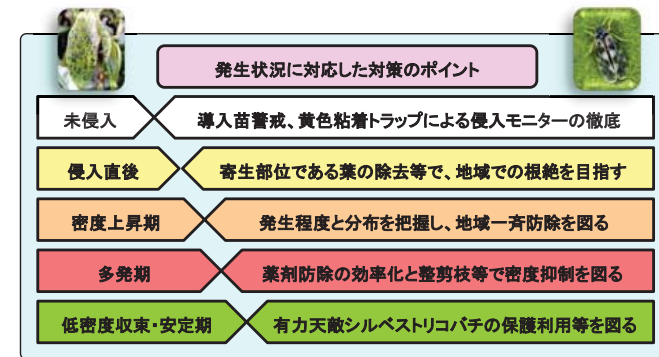 発生状況に対応した対策のポイント
未侵入
導入苗警戒、黄色粘着トラップによる侵入モニターの徹底
侵入直後
寄生部位である葉の除去等で、地域での根絶を目指す
密度上昇期
発生程度と分布を把握し、地域一斉防除を図る
多発期
薬剤防除の効率化と整剪枝等で密度抑制を図る
低密度収束・安定期
有力天敵シルベストリコバチの保護利用等を図る